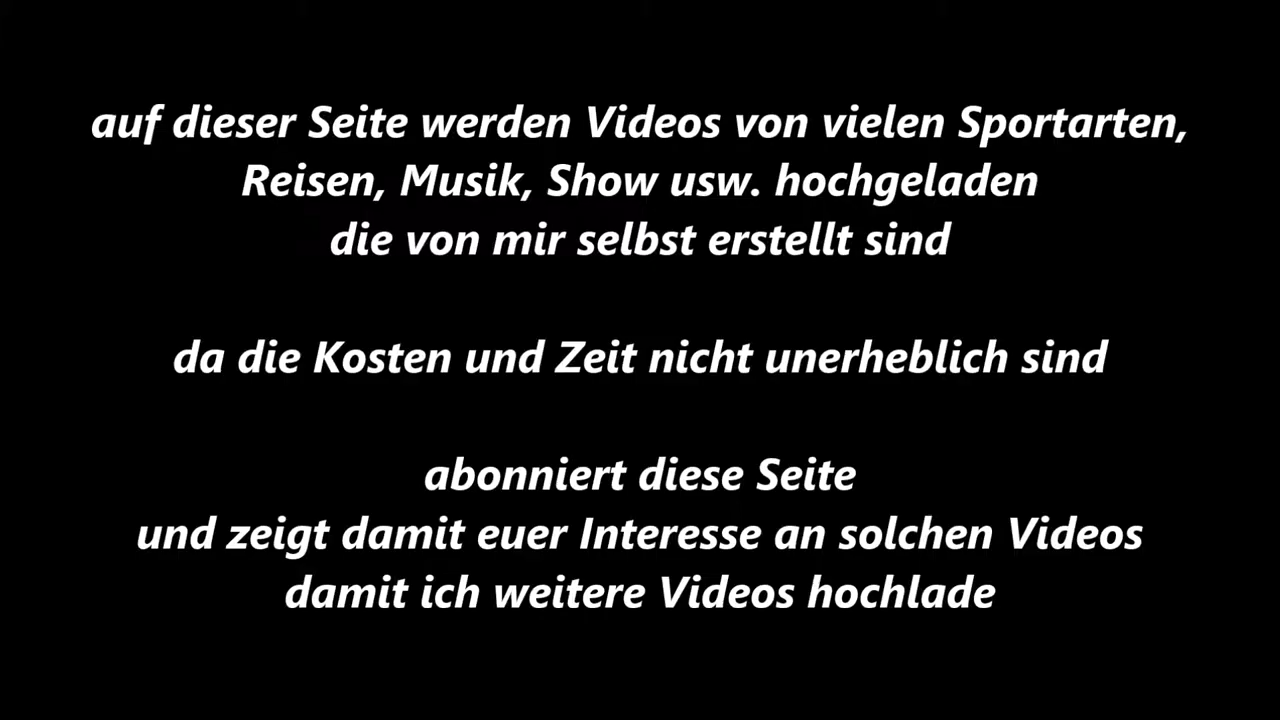 auf dieser Seite werden Videos von vielen Sportarten,
Reisen, Musik, Show usw. hochgeladen
die von mir selbst erstellt sind
da die Kosten und Zeit nicht unerheblich sind
abonniert diese Seite
und zeigt damit euer Interesse an solchen Videos
damit ich weitere Videos hochlade